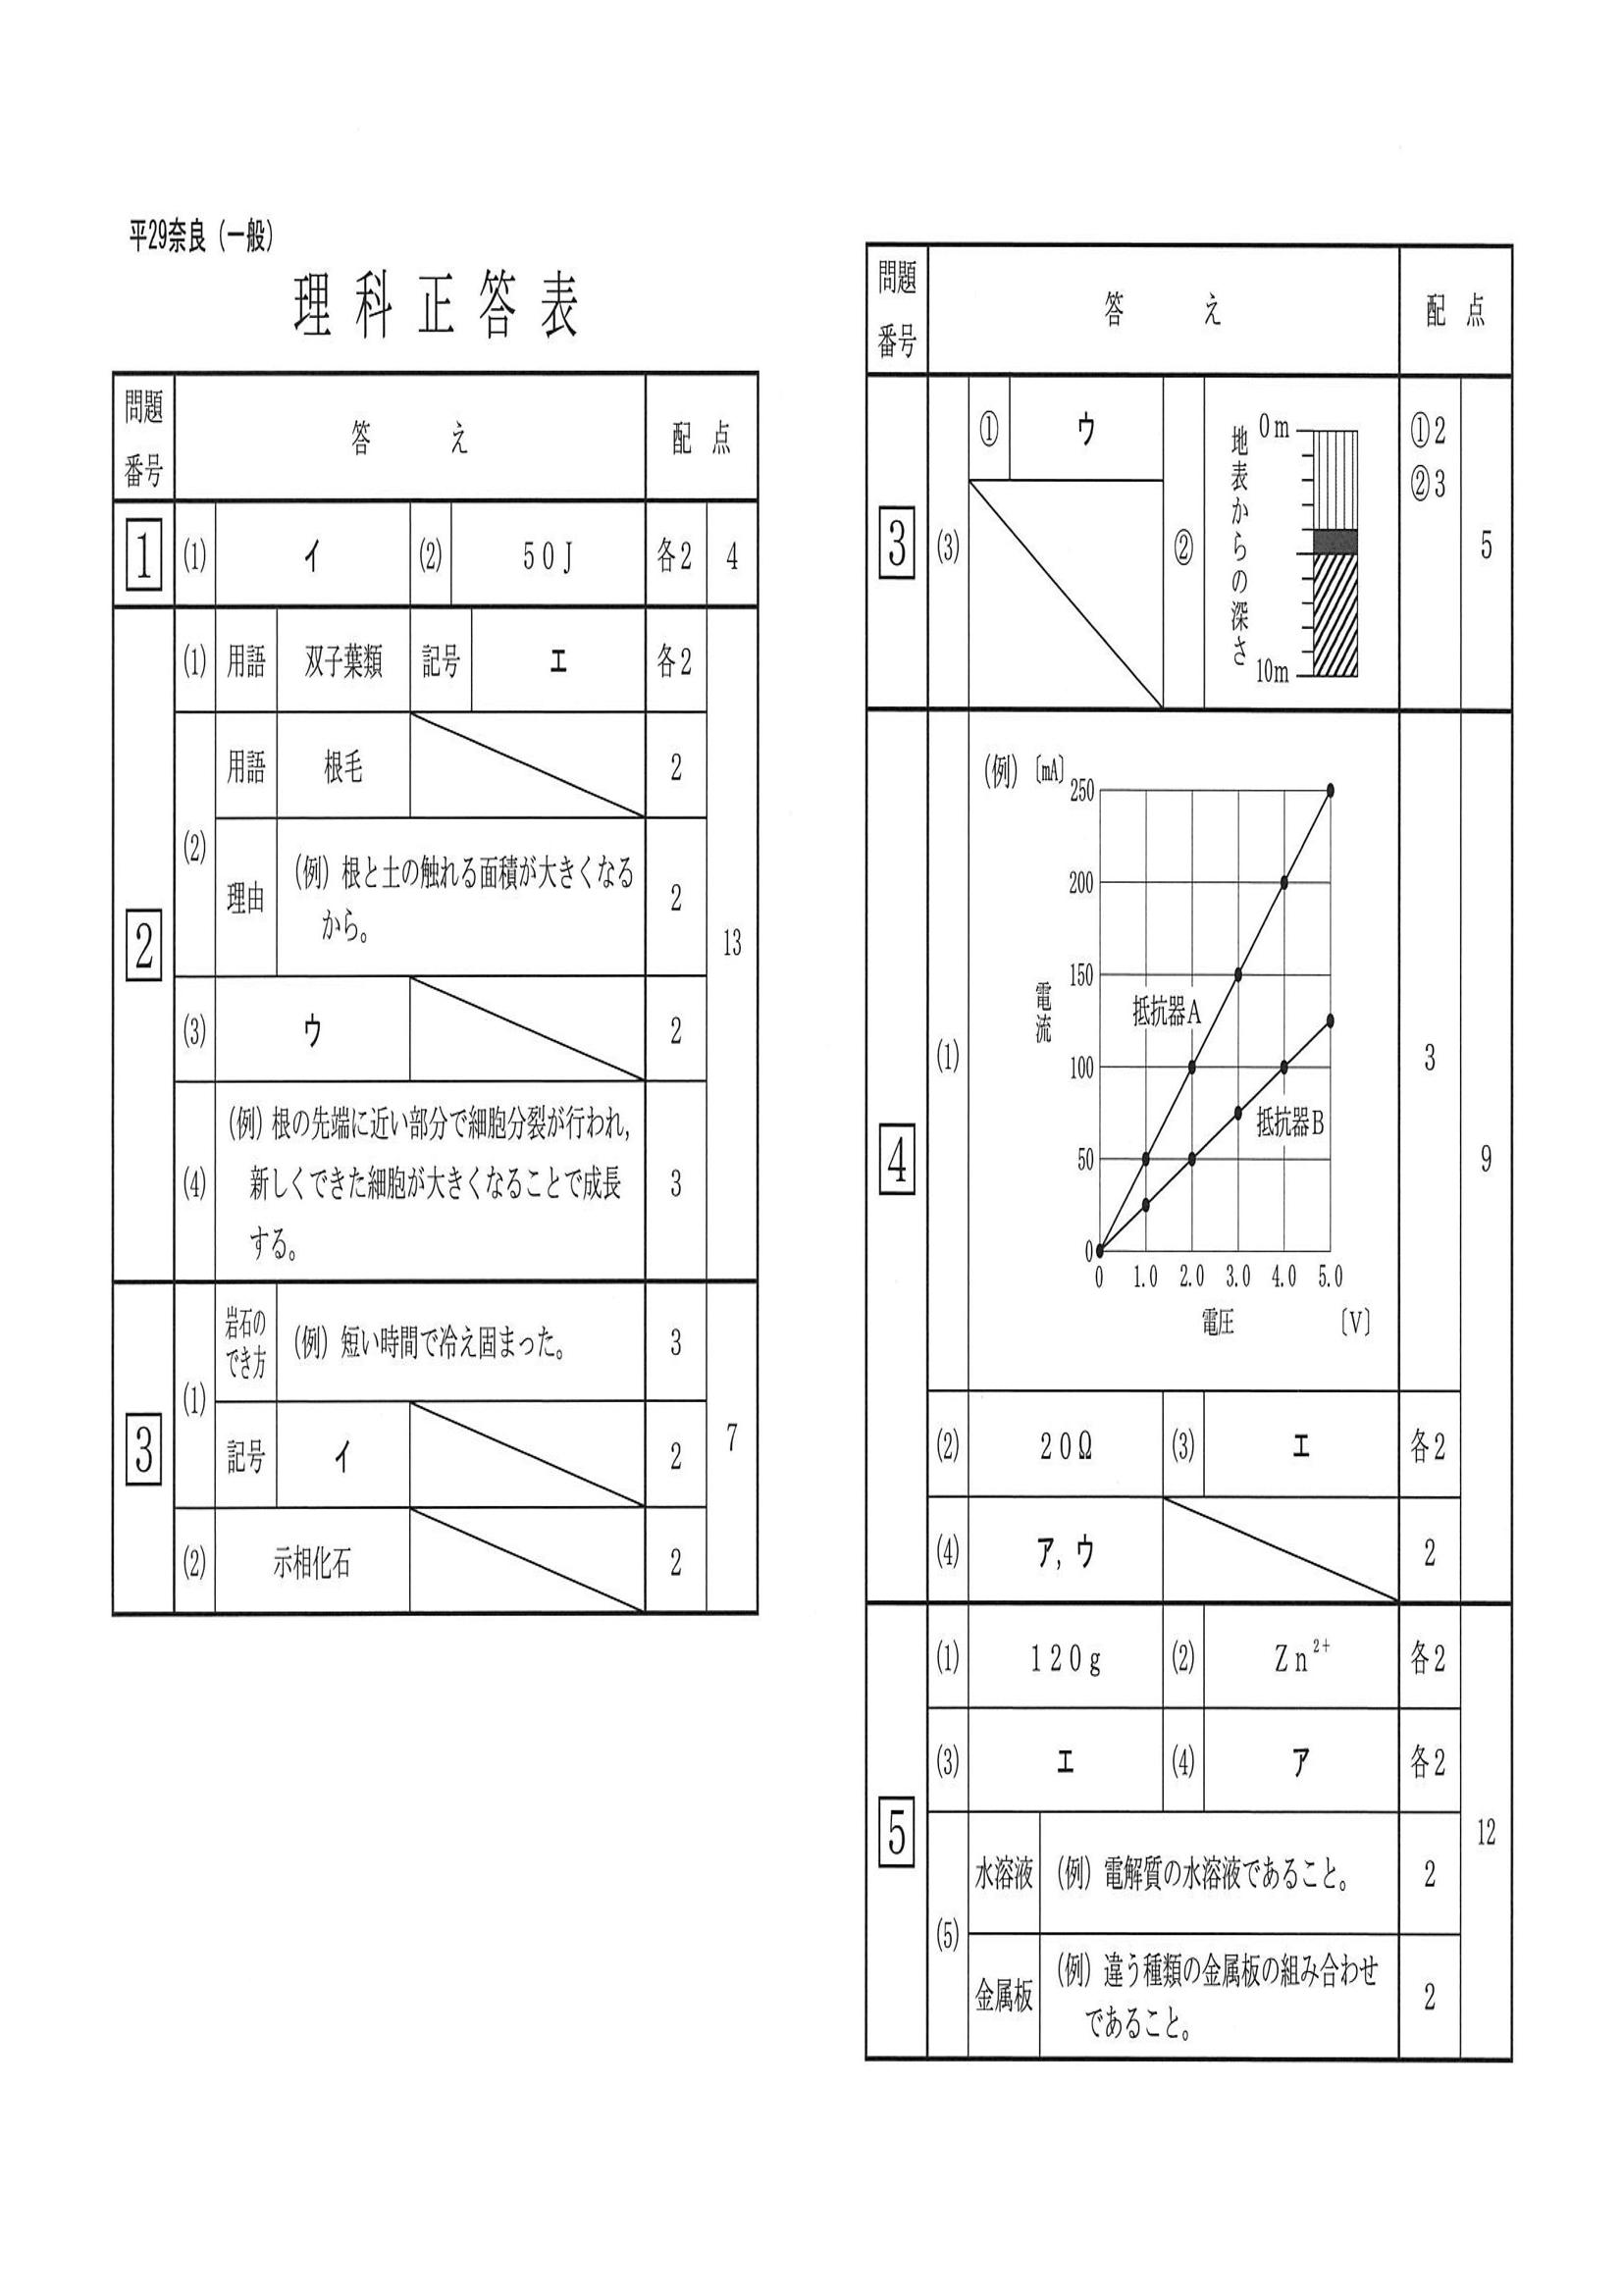 平29奈良（一般）
理科正答表
問題番号 答え 配点
1 (1) イ (2) 50J 各2 4
2 (1) 用語 双子葉類 記号 エ 各2 13
(2) 用語 根毛 2
理由 （例）根と土の触れる面積が大きくなる
から。 2
(3) ウ 2
(4) （例）根の先端に近い部分で細胞分裂が行われ，
新しくできた細胞が大きくなることで成長
する。 3
3 (1) 岩石のでき方 （例）短い時間で冷え固まった。 3 7
記号 イ 2
(2) 示相化石 2
問題番号 答え 配点
3 (3) ① ウ ② 地表からの深さ 0m 10m ①2 ②3 5
4 (1) （例）〔mA〕
250
200
150
電流
抵抗器A
100
抵抗器B
50
0
0 1.0 2.0 3.0 4.0 5.0
電圧 〔V〕
3 9
(2) 20Ω (3) エ 各2
(4) ア，ウ 2
5 (1) 120g (2) Zn²⁺ 各2 12
(3) エ (4) ア 各2
(5) 水溶液 （例）電解質の水溶液であること。 2
金属板 （例）違う種類の金属板の組み合わせ
であること。 2